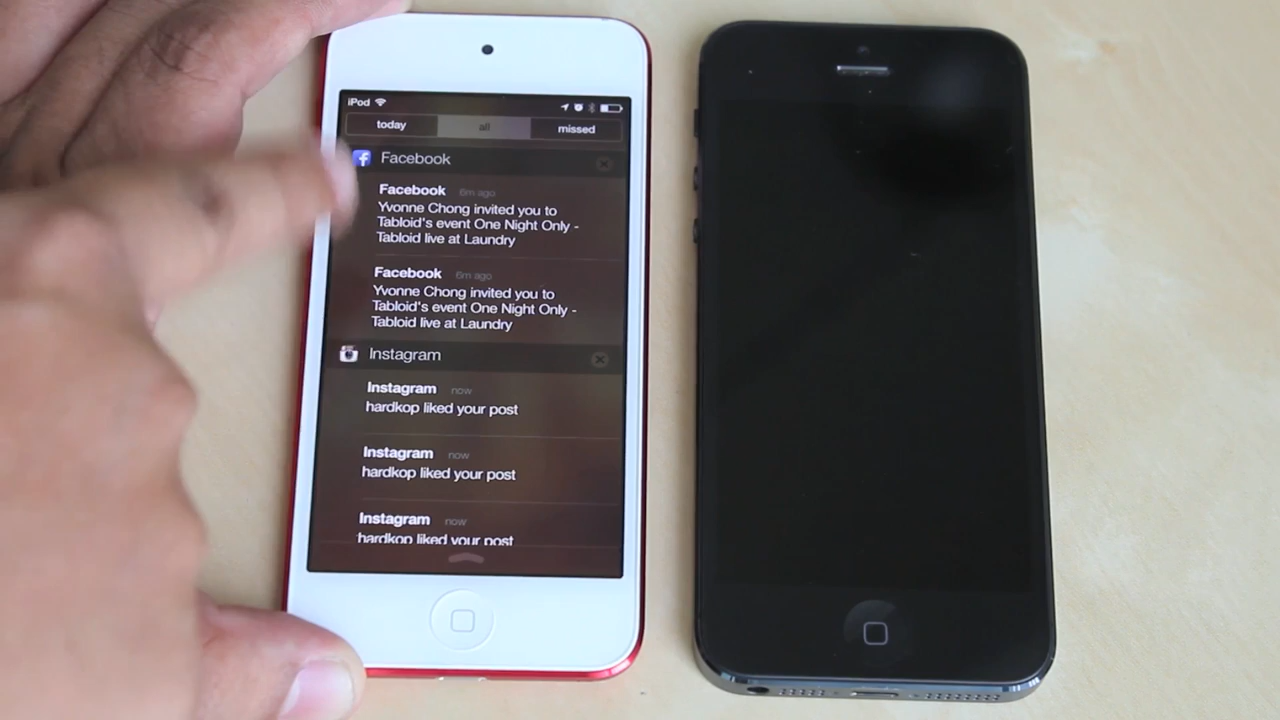 iPod
today all missed
Facebook
Facebook 6m ago
Yvonne Chong invited you to
Tabloid's event One Night Only -
Tabloid live at Laundry
Facebook 6m ago
Yvonne Chong invited you to
Tabloid's event One Night Only -
Tabloid live at Laundry
Instagram
Instagram now
hardkop liked your post
Instagram now
hardkop liked your post
Instagram now
hardkop liked your post